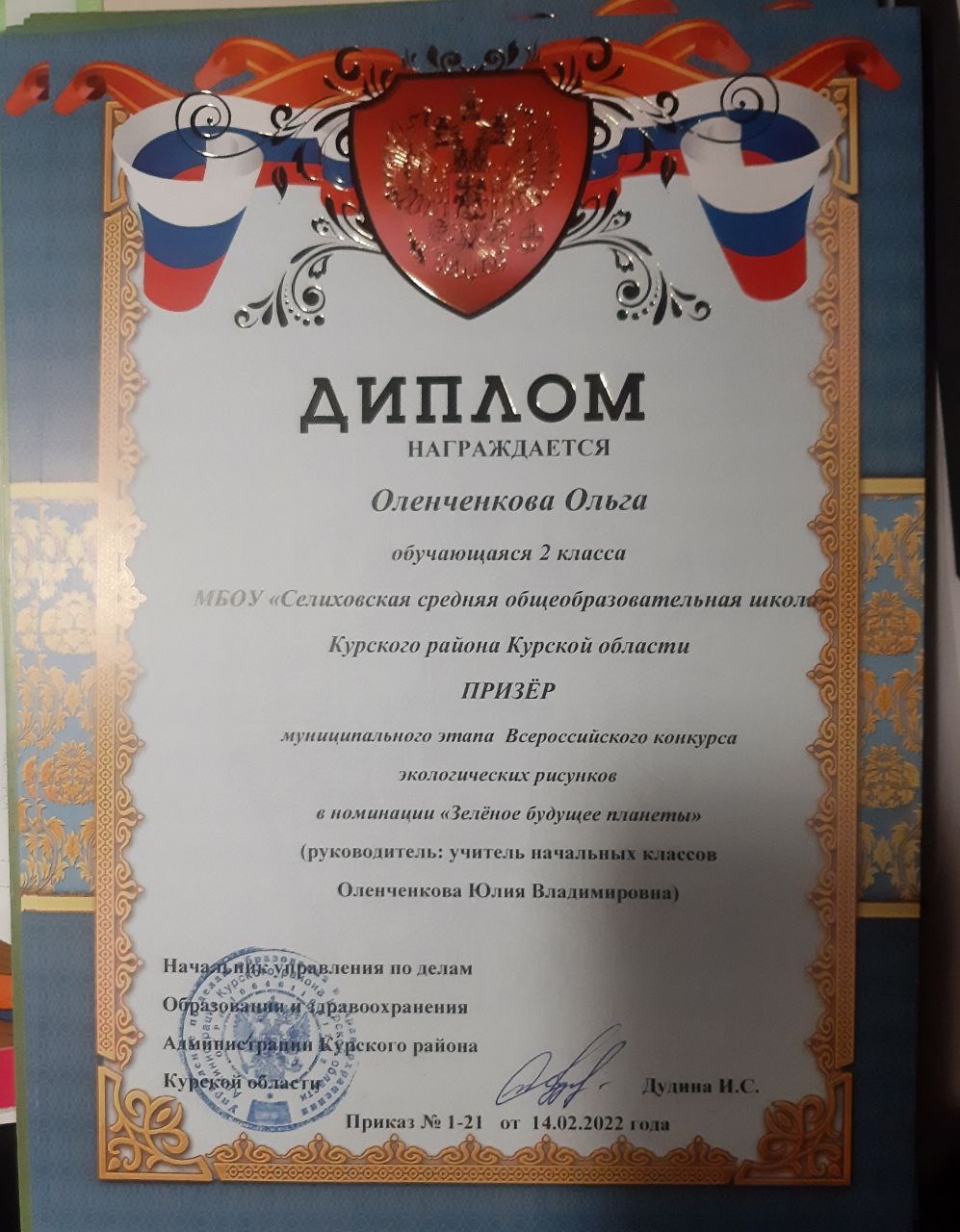 ДИПЛОМ
НАГРАЖДАЕТСЯ
Оленченкова Ольга
обучающаяся 2 класса
МБОУ «Селиховская средняя общеобразовательная школа»
Курского района Курской области
ПРИЗЁР
муниципального этапа Всероссийского конкурса
экологических рисунков
в номинации «Зелёное будущее планеты»
(руководитель: учитель начальных классов
Оленченкова Юлия Владимировна)
Начальник управления по делам
Образования и здравоохранения
Администрации Курского района
Курской области
Дудина И.С.
Приказ № 1-21 от 14.02.2022 года